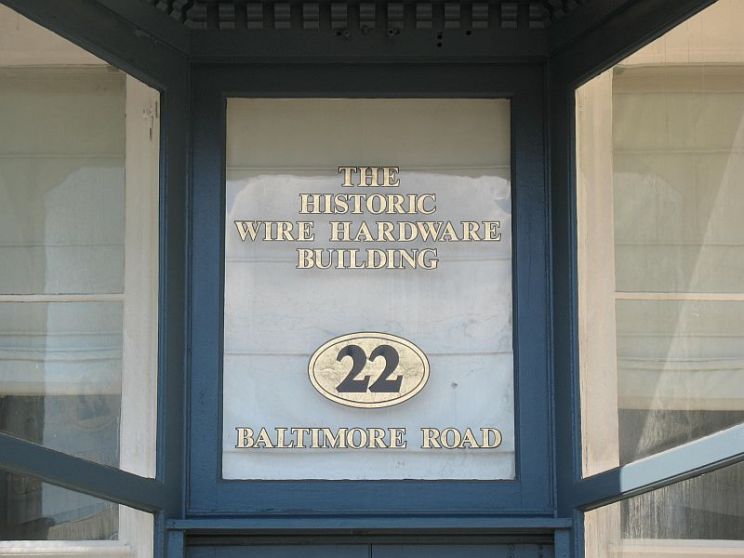 THE
HISTORIC
WIRE HARDWARE
BUILDING
22
BALTIMORE ROAD